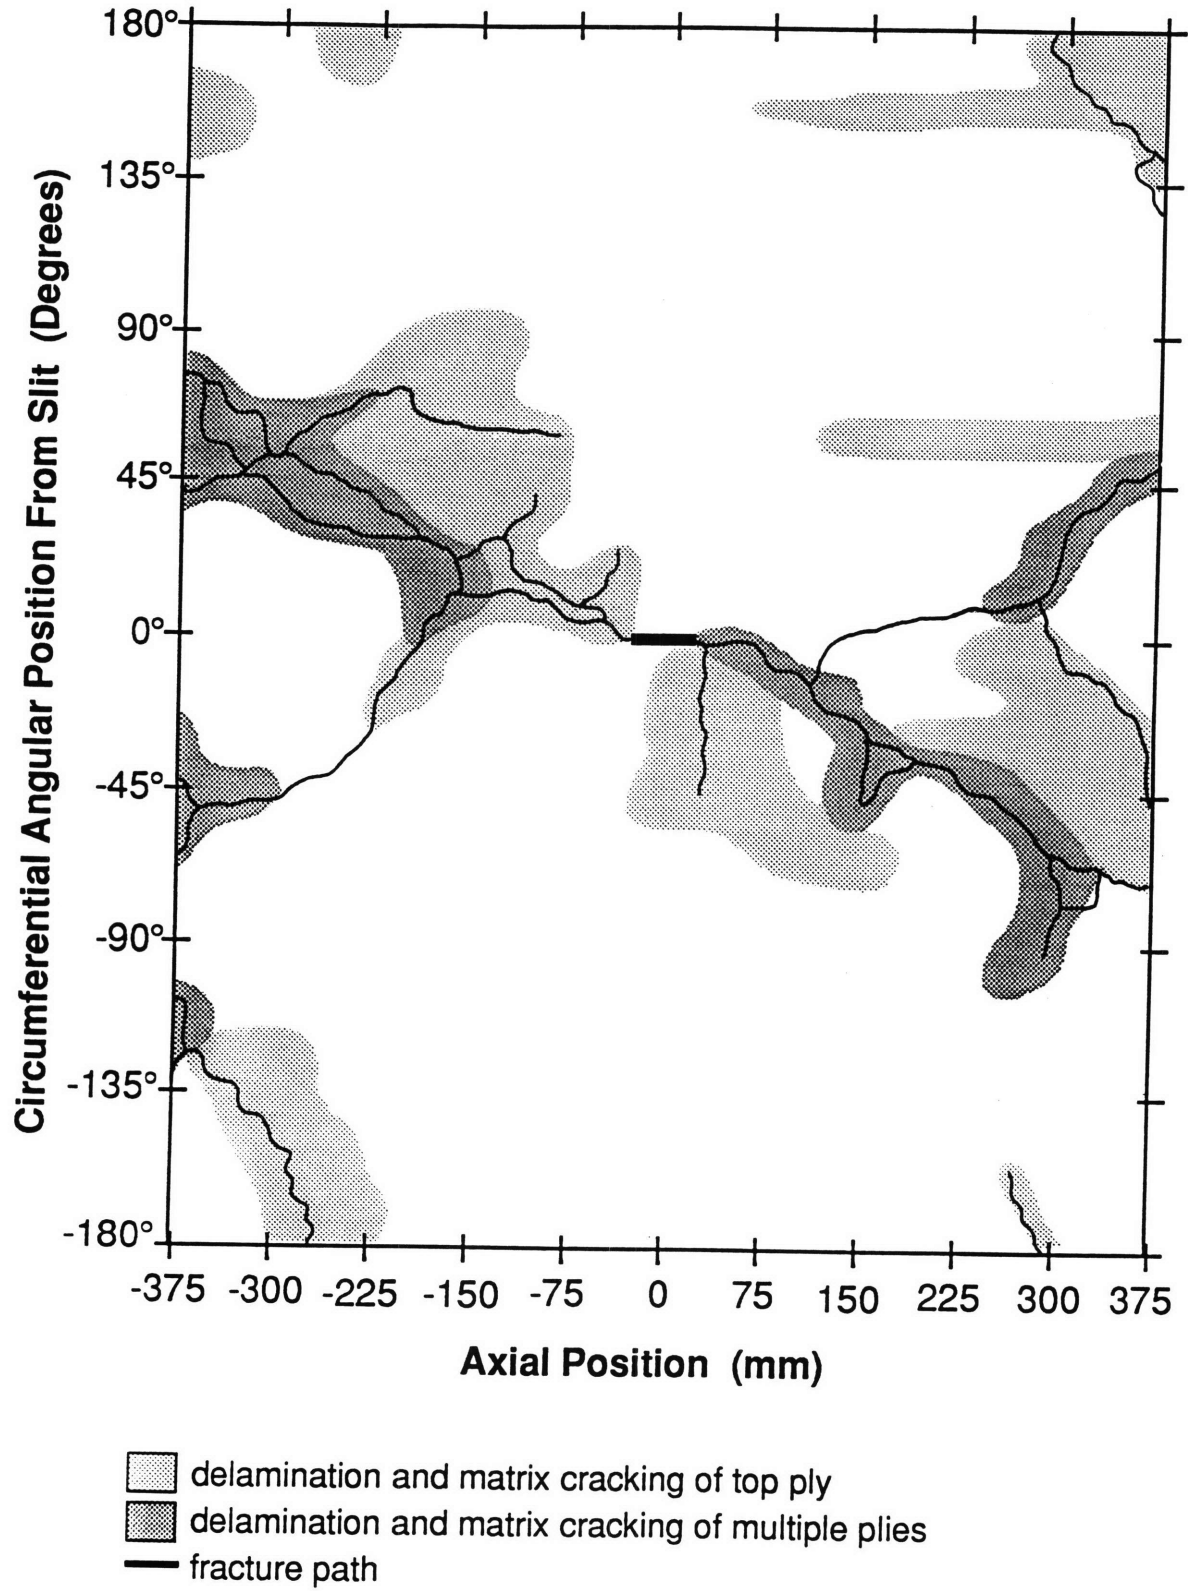 180°
135°
90°
45°
0°
-45°
-90°
-135°
-180°
Circumferential Angular Position From Slit (Degrees)
-375 -300 -225 -150 -75 0 75 150 225 300 375
Axial Position (mm)
delamination and matrix cracking of top ply
delamination and matrix cracking of multiple plies
fracture path